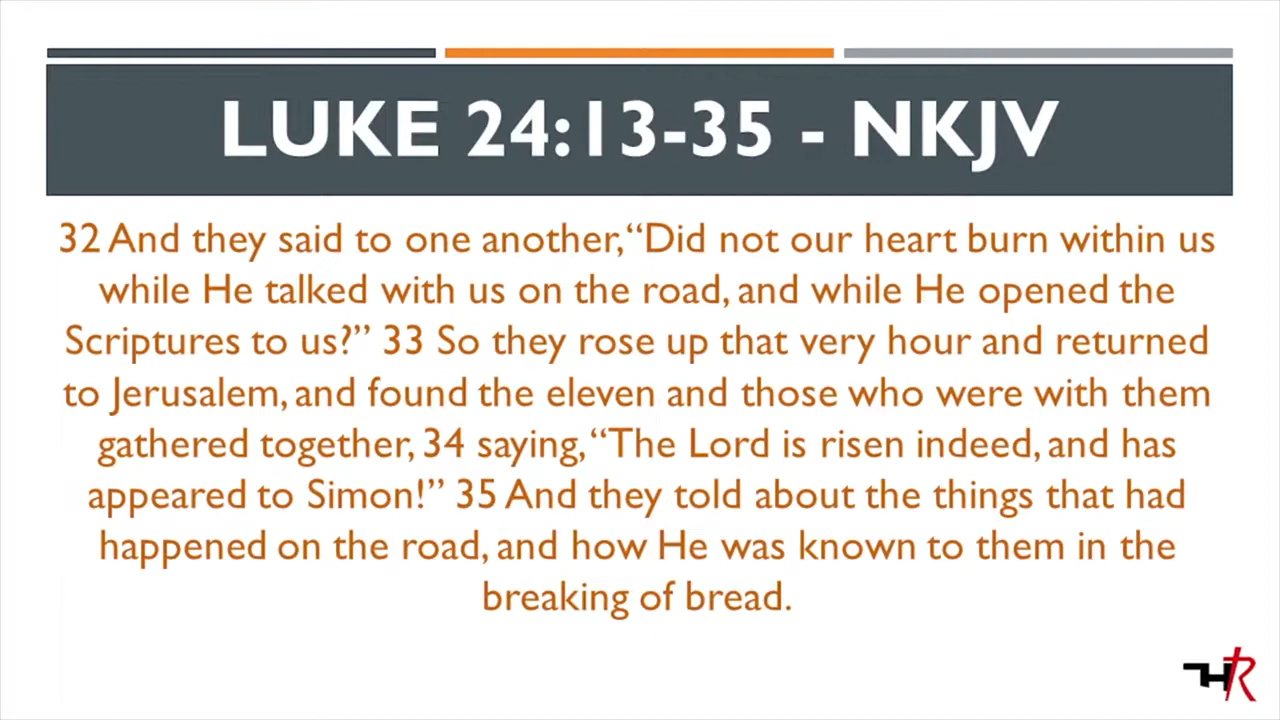 LUKE 24:13-35 - NKJV
32 And they said to one another, “Did not our heart burn within us
while He talked with us on the road, and while He opened the
Scriptures to us?” 33 So they rose up that very hour and returned
to Jerusalem, and found the eleven and those who were with them
gathered together, 34 saying, “The Lord is risen indeed, and has
appeared to Simon!” 35 And they told about the things that had
happened on the road, and how He was known to them in the
breaking of bread.
HR